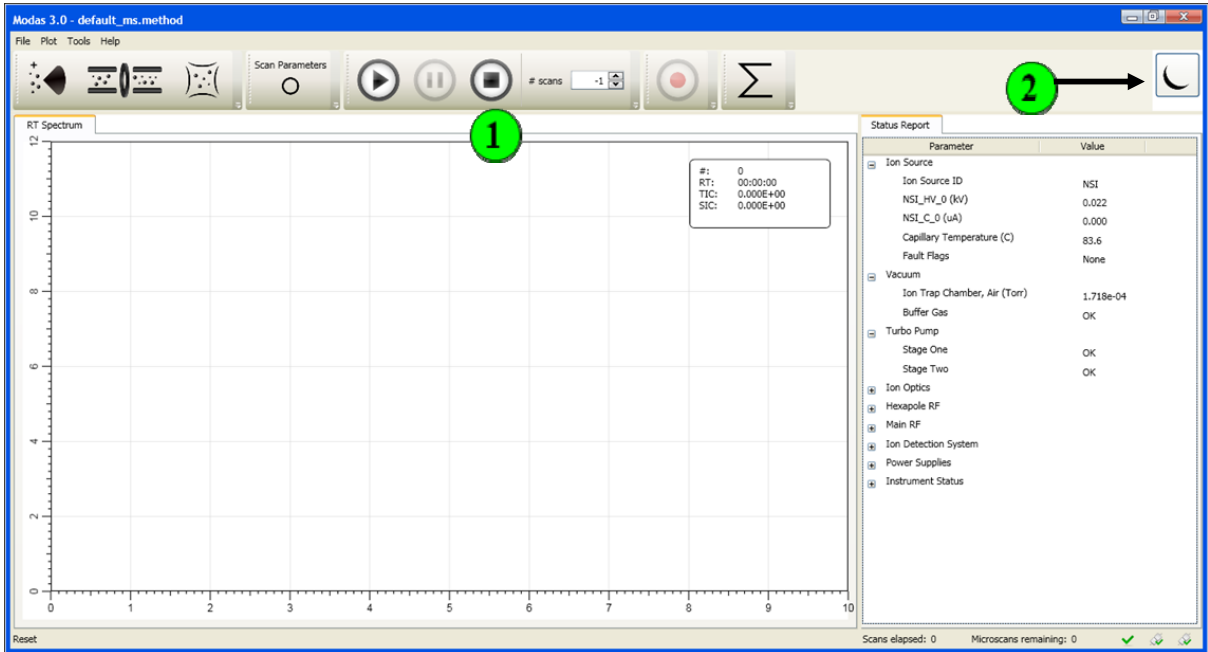 Modas 3.0 - default_ms.method
File Plot Tools Help
Scan Parameters
# scans -1
Σ
2
1
RT Spectrum
Status Report
12
10
8
6
4
2
0
0 1 2 3 4 5 6 7 8 9 10
#: 0
RT: 00:00:00
TIC: 0.000E+00
SIC: 0.000E+00
Parameter Value
Ion Source
Ion Source ID NSI
NSI_HV_0 (kV) 0.022
NSI_C_0 (uA) 0.000
Capillary Temperature (C) 83.6
Fault Flags None
Vacuum
Ion Trap Chamber, Air (Torr) 1.718e-04
Buffer Gas OK
Turbo Pump
Stage One OK
Stage Two OK
Ion Optics
Hexapole RF
Main RF
Ion Detection System
Power Supplies
Instrument Status
Reset
Scans elapsed: 0 Microscans remaining: 0